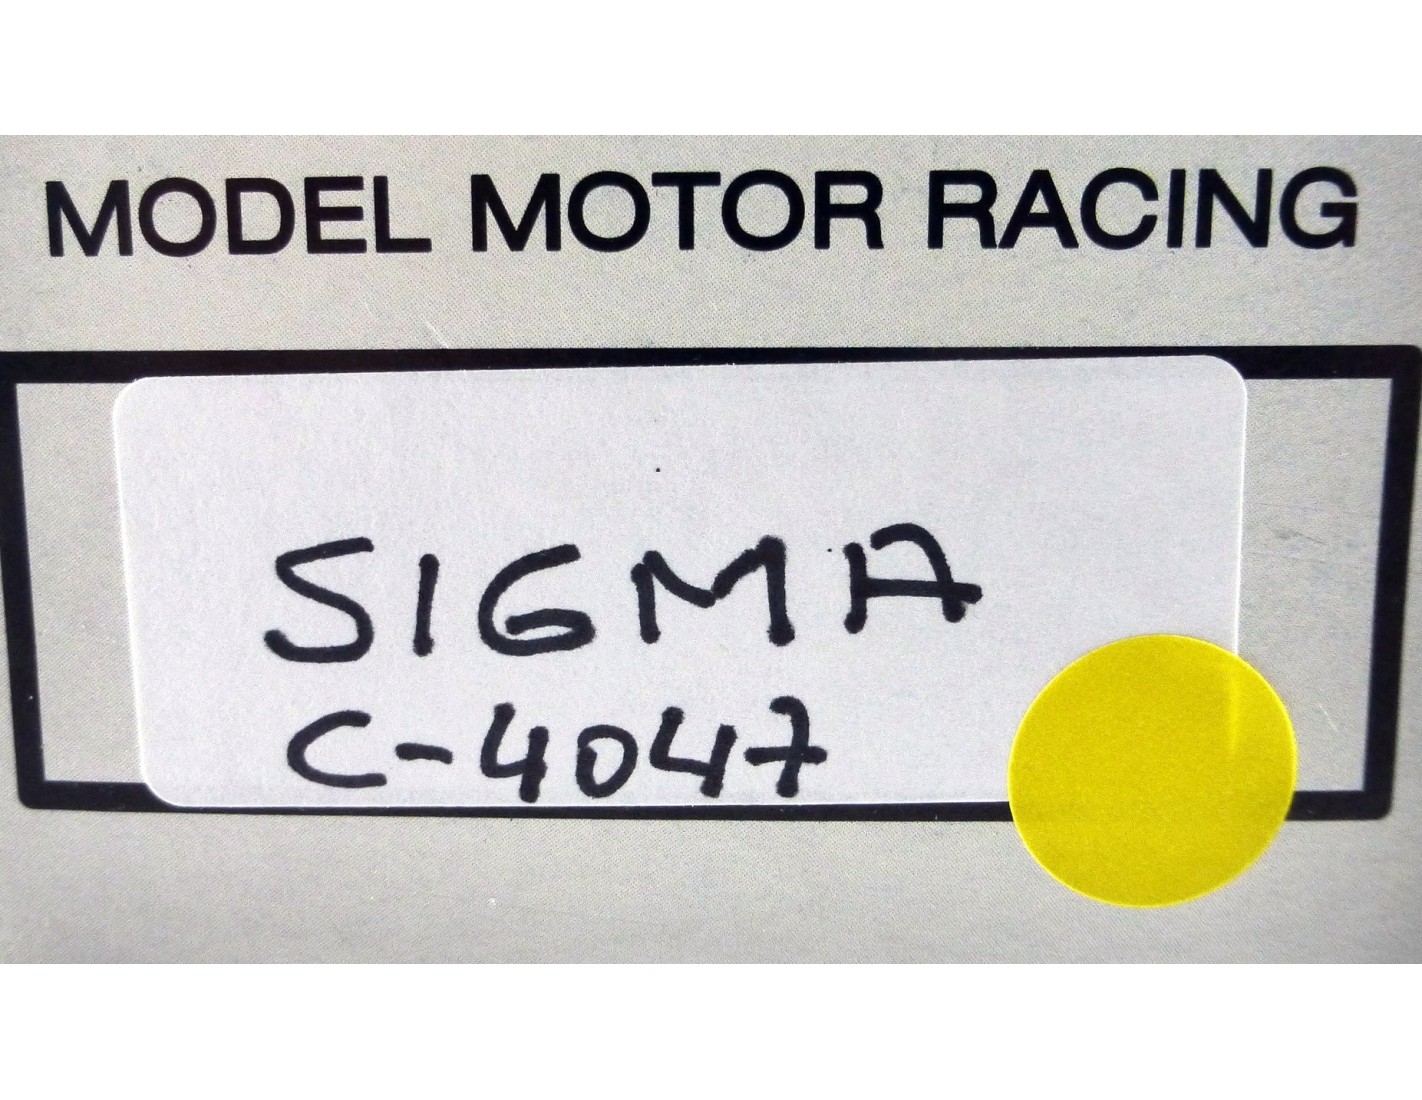 MODEL MOTOR RACING
SIGMA
C-4047